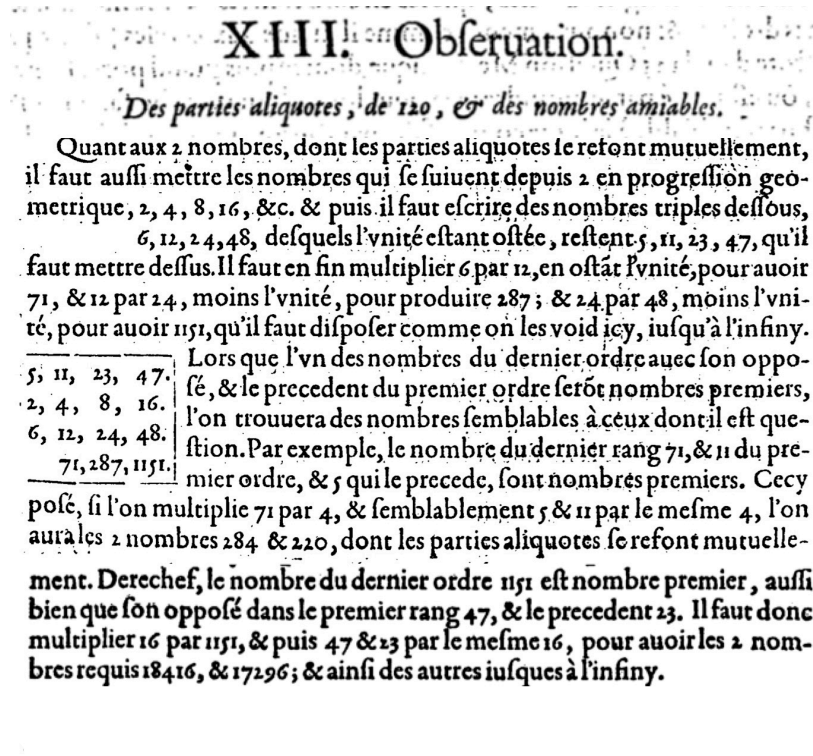 XIII. Obſeruation.
Des parties aliquotes, de 120, & des nombres amiables.
Quant aux 2 nombres, dont les parties aliquotes ſe refont mutuellement,
il faut auſſi mettre les nombres qui ſe ſuiuent depuis 2 en progreſſion geo-
metrique, 2, 4, 8, 16, &c. & puis il faut eſcrire des nombres triples deſſous,
6, 12, 24, 48, deſquels l'vnité eſtant oſtée, reſtent 5, 11, 23, 47, qu'il
faut mettre deſſus. Il faut en fin multiplier 6 par 12, en oſtãt l'vnité, pour auoir
71, & 12 par 24, moins l'vnité, pour produire 287; & 24 par 48, moins l'vni-
té, pour auoir 1151, qu'il faut diſpoſer comme on les void icy, iuſqu'à l'infiny.
5, 11, 23, 47.
2, 4, 8, 16.
6, 12, 24, 48.
71, 287, 1151.
Lors que l'vn des nombres du dernier ordre auec ſon oppo-
ſé, & le precedent du premier ordre ſerõt nombres premiers,
l'on trouuera des nombres ſemblables à ceux dont il eſt que-
ſtion. Par exemple, le nombre du dernier rang 71, & 11 du pre-
mier ordre, & 5 qui le precede, ſont nombres premiers. Cecy
poſé, ſi l'on multiplie 71 par 4, & ſemblablement 5 & 11 par le meſme 4, l'on
aura les 2 nombres 284 & 220, dont les parties aliquotes ſe refont mutuelle-
ment. Derechef, le nombre du dernier ordre 1151 eſt nombre premier, auſſi
bien que ſon oppoſé dans le premier rang 47, & le precedent 23. Il faut donc
multiplier 16 par 1151, & puis 47 & 23 par le meſme 16, pour auoir les 2 nom-
bres requis 18416, & 17296; & ainſi des autres iuſques à l'infiny.